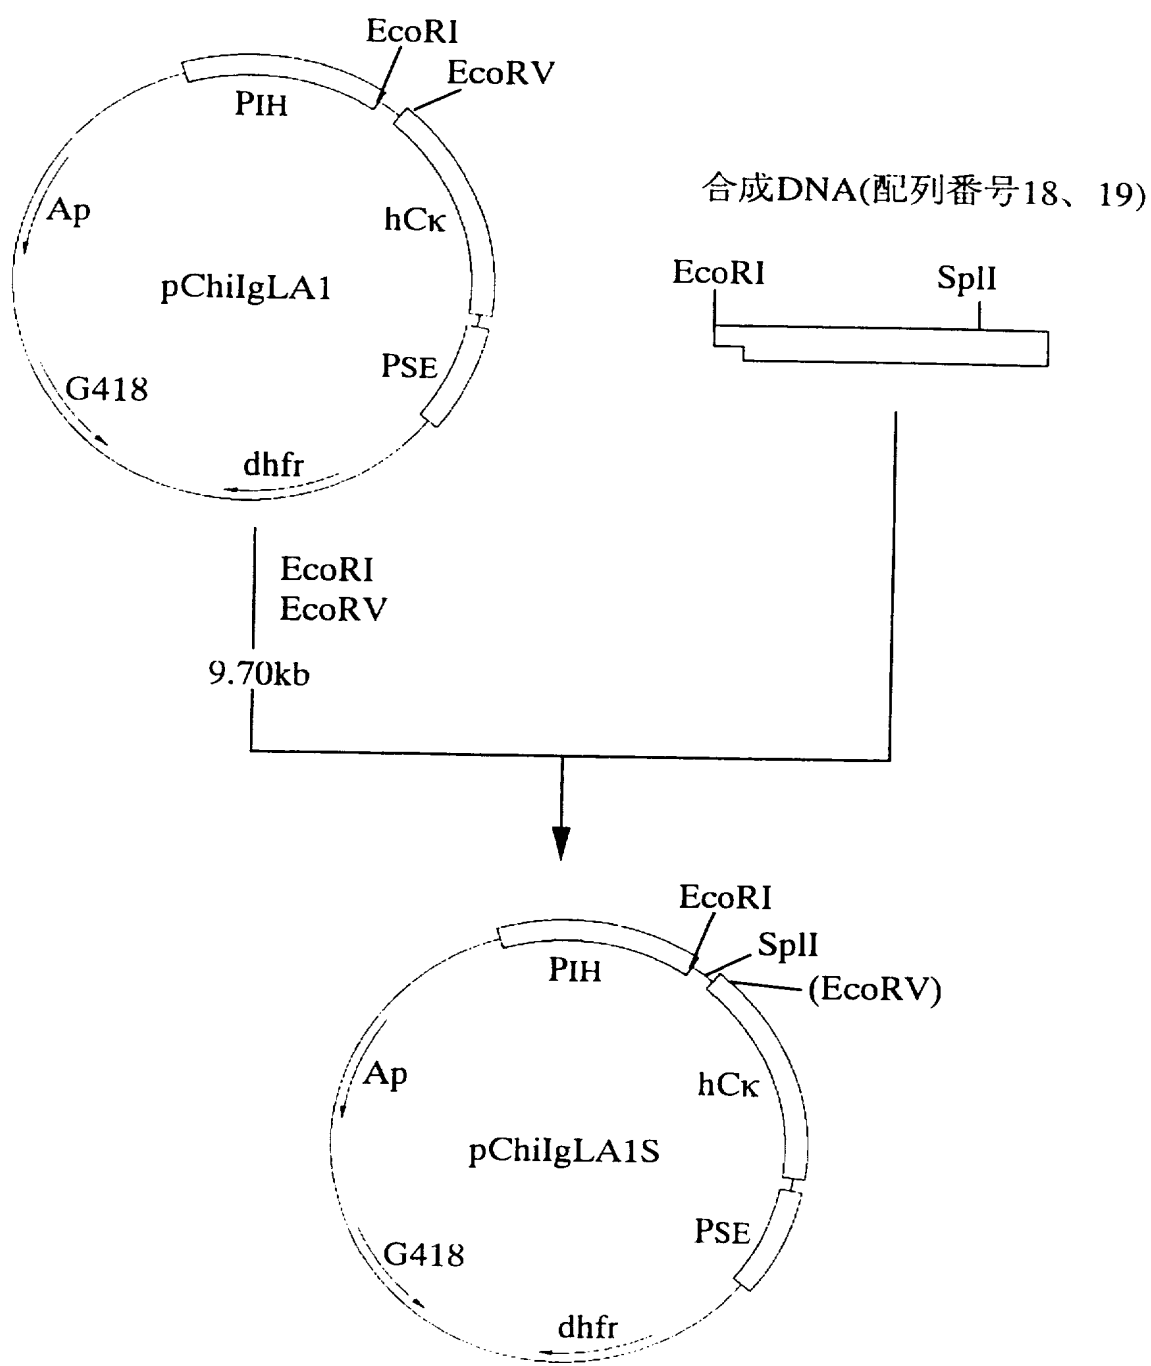 EcoRI
EcoRV
PIH
Ap
hCκ
pChiIgLA1
PSE
G418
dhfr
合成DNA(配列番号18、19)
EcoRI
SplI
EcoRI
EcoRV
9.70kb
EcoRI
SplI
(EcoRV)
PIH
Ap
hCκ
pChiIgLA1S
PSE
G418
dhfr